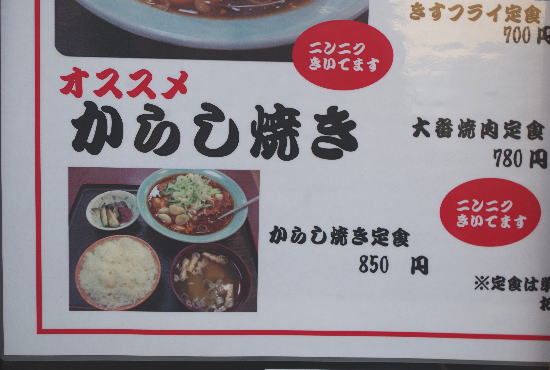 きすフライ定食
700円
ニンニク
きいてます
オススメ
からし焼き
大番焼肉定食
780円
ニンニク
きいてます
からし焼き定食
850 円
※定食は